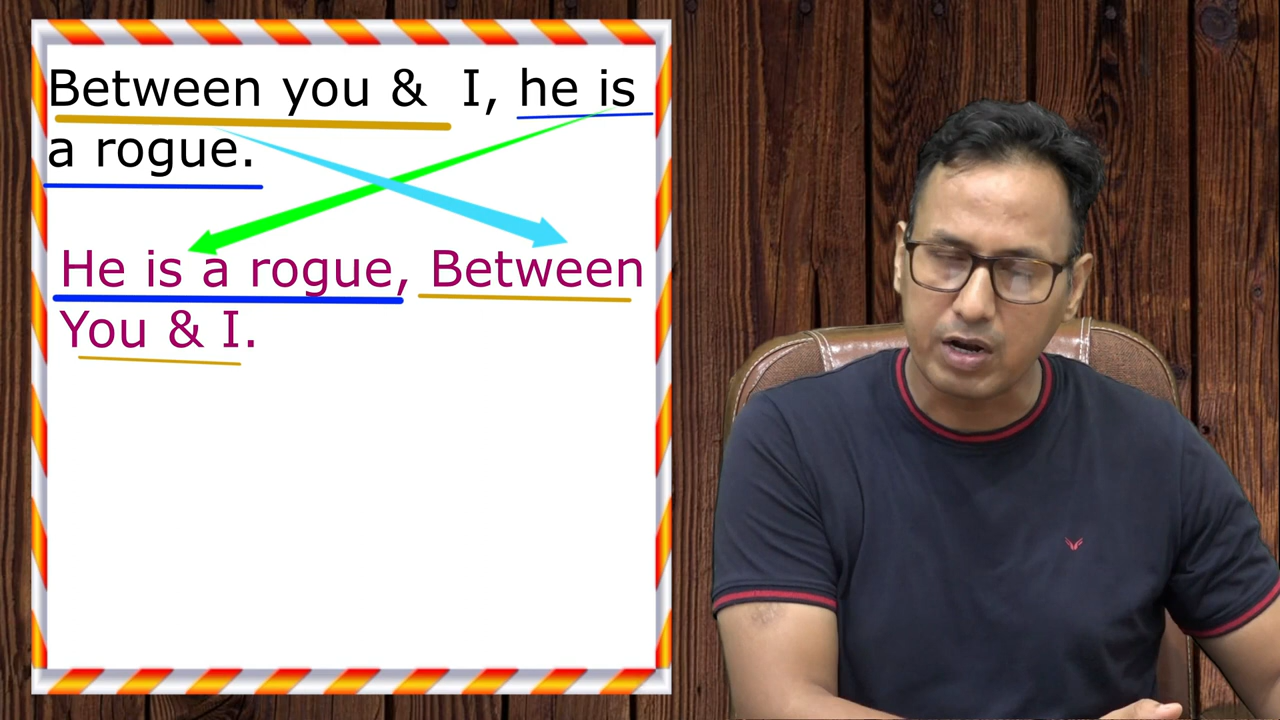 Between you & I, he is
a rogue.
He is a rogue, Between
You & I.